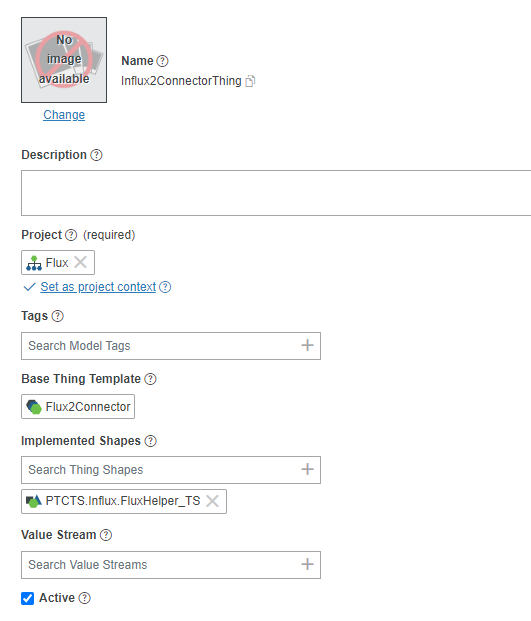 No
image
available
Change
Name
Influx2ConnectorThing
Description
Project (required)
Flux
Set as project context
Tags
Search Model Tags
Base Thing Template
Flux2Connector
Implemented Shapes
Search Thing Shapes
PTCTS.Influx.FluxHelper_TS
Value Stream
Search Value Streams
Active